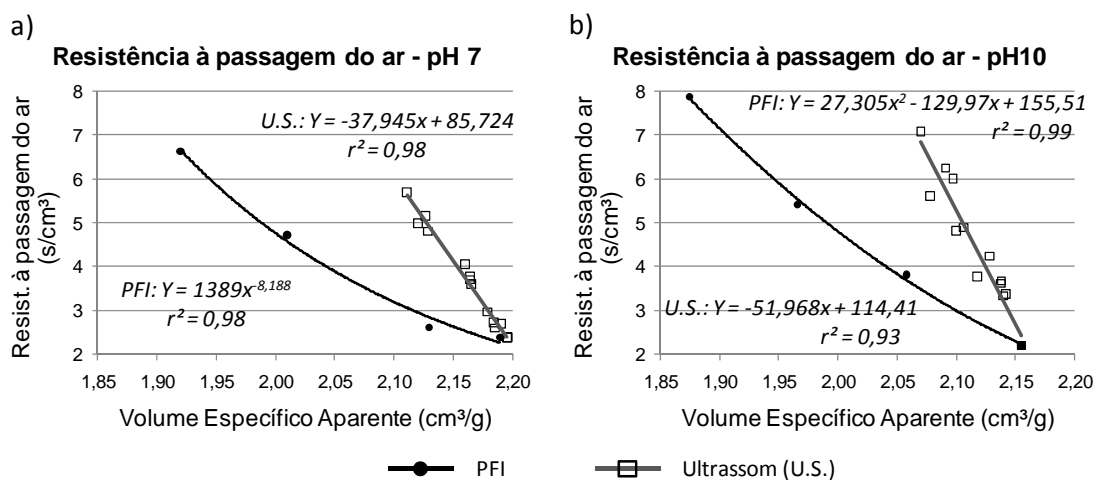 a)
Resistência à passagem do ar - pH 7
Resist. à passagem do ar
(s/cm³)
8
7
6
5
4
3
2
U.S.: Y = -37,945x + 85,724
r² = 0,98
PFI: Y = 1389x^-8,188
r² = 0,98
1,85 1,90 1,95 2,00 2,05 2,10 2,15 2,20
Volume Específico Aparente (cm³/g)
b)
Resistência à passagem do ar - pH10
Resist. à passagem do ar
(s/cm³)
8
7
6
5
4
3
2
PFI: Y = 27,305x² - 129,97x + 155,51
r² = 0,99
U.S.: Y = -51,968x + 114,41
r² = 0,93
1,85 1,90 1,95 2,00 2,05 2,10 2,15 2,20
Volume Específico Aparente (cm³/g)
PFI
Ultrassom (U.S.)